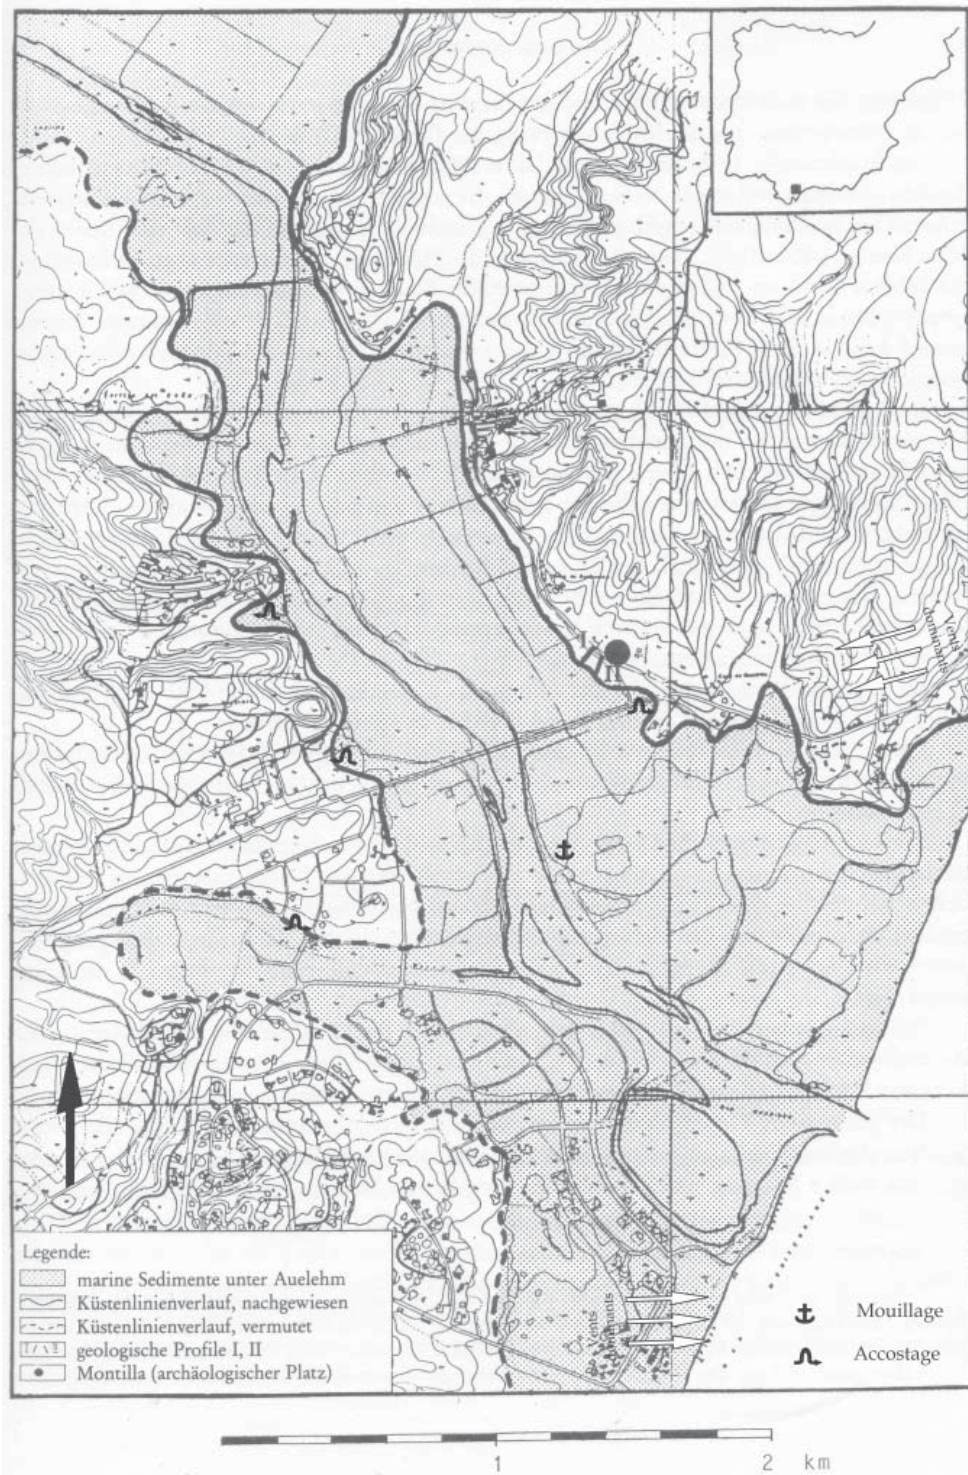 I
II
Vents
dominants
Legende:
marine Sedimente unter Auelehm
Küstenlinienverlauf, nachgewiesen
Küstenlinienverlauf, vermutet
geologische Profile I, II
Montilla (archäologischer Platz)
Vents
dominants
Mouillage
Accostage
1
2 km